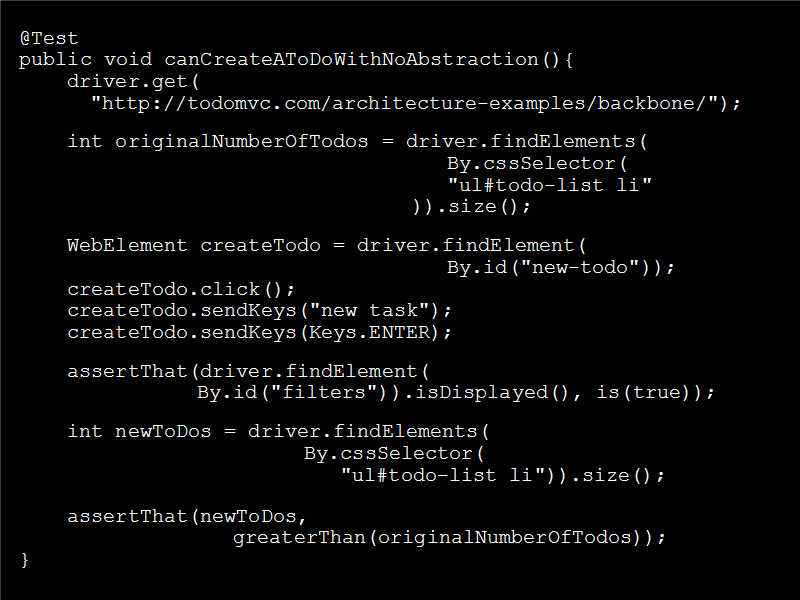 @Test
public void canCreateAToDoWithNoAbstraction(){
driver.get(
"http://todomvc.com/architecture-examples/backbone/");
int originalNumberOfTodos = driver.findElements(
By.cssSelector(
"ul#todo-list li"
)).size();
WebElement createTodo = driver.findElement(
By.id("new-todo"));
createTodo.click();
createTodo.sendKeys("new task");
createTodo.sendKeys(Keys.ENTER);
assertThat(driver.findElement(
By.id("filters")).isDisplayed(), is(true));
int newToDos = driver.findElements(
By.cssSelector(
"ul#todo-list li")).size();
assertThat(newToDos,
greaterThan(originalNumberOfTodos));
}